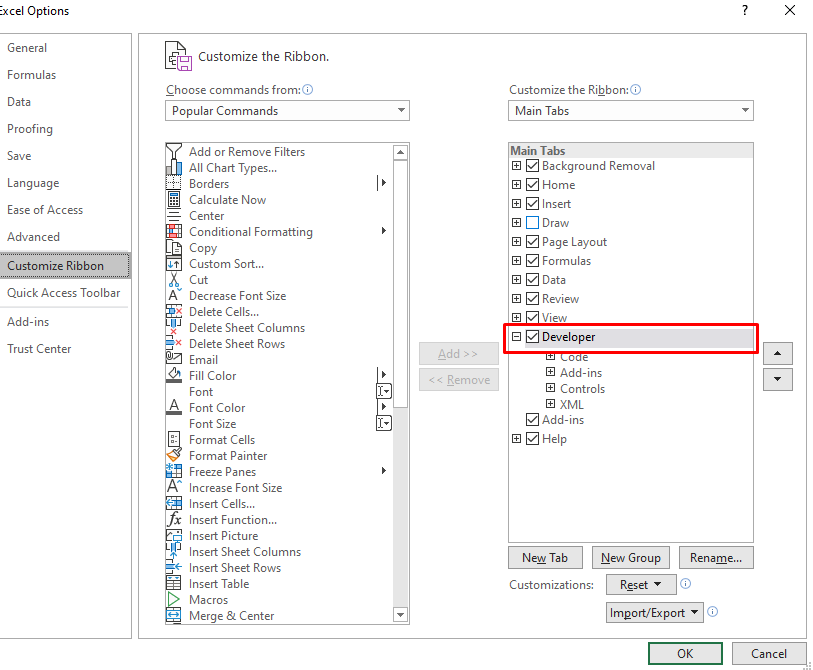 Excel Options
?
General
Formulas
Data
Proofing
Save
Language
Ease of Access
Advanced
Customize Ribbon
Quick Access Toolbar
Add-ins
Trust Center
Customize the Ribbon.
Choose commands from:
Popular Commands
Add or Remove Filters
All Chart Types...
Borders
Calculate Now
Center
Conditional Formatting
Copy
Custom Sort...
Cut
Decrease Font Size
Delete Cells...
Delete Sheet Columns
Delete Sheet Rows
Email
Fill Color
Font
Font Color
Font Size
Format Cells
Format Painter
Freeze Panes
Increase Font Size
Insert Cells...
Insert Function...
Insert Picture
Insert Sheet Columns
Insert Sheet Rows
Insert Table
Macros
Merge & Center
Add >>
<< Remove
Customize the Ribbon:
Main Tabs
Main Tabs
Background Removal
Home
Insert
Draw
Page Layout
Formulas
Data
Review
View
Developer
Code
Add-ins
Controls
XML
Add-ins
Help
New Tab
New Group
Rename...
Customizations:
Reset
Import/Export
OK
Cancel